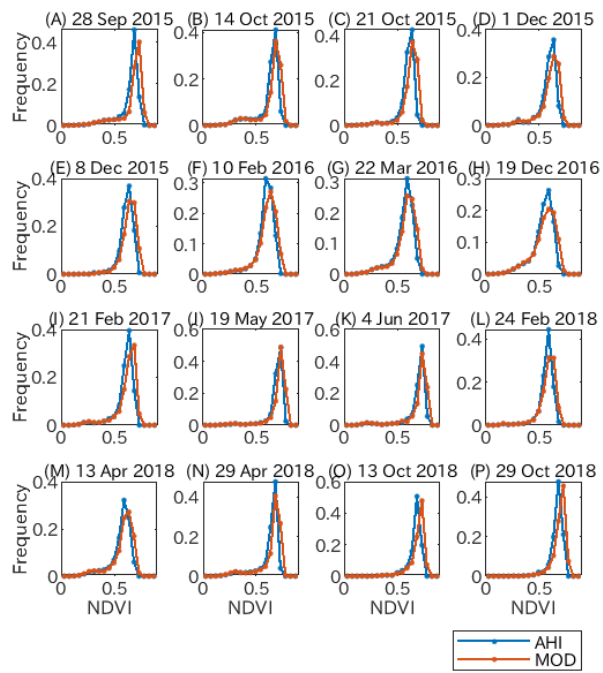 (A) 28 Sep 2015 (B) 14 Oct 2015 (C) 21 Oct 2015 (D) 1 Dec 2015
Frequency
0.4 0.4 0.4 0.4
0.2 0.2 0.2 0.2
0 0 0 0
0 0.5 0 0.5 0 0.5 0 0.5
(E) 8 Dec 2015 (F) 10 Feb 2016 (G) 22 Mar 2016 (H) 19 Dec 2016
Frequency
0.4 0.3 0.3 0.3
0.2 0.2 0.2 0.2
0.1 0.1 0.1
0 0 0 0
0 0.5 0 0.5 0 0.5 0 0.5
(I) 21 Feb 2017 (J) 19 May 2017 (K) 4 Jun 2017 (L) 24 Feb 2018
Frequency
0.4 0.6 0.6 0.4
0.2 0.4 0.4 0.2
0.2 0.2
0 0 0 0
0 0.5 0 0.5 0 0.5 0 0.5
(M) 13 Apr 2018 (N) 29 Apr 2018 (O) 13 Oct 2018 (P) 29 Oct 2018
Frequency
0.4 0.4 0.6 0.4
0.2 0.2 0.4 0.2
0.2
0 0 0 0
0 0.5 0 0.5 0 0.5 0 0.5
NDVI NDVI NDVI NDVI
AHI
MOD